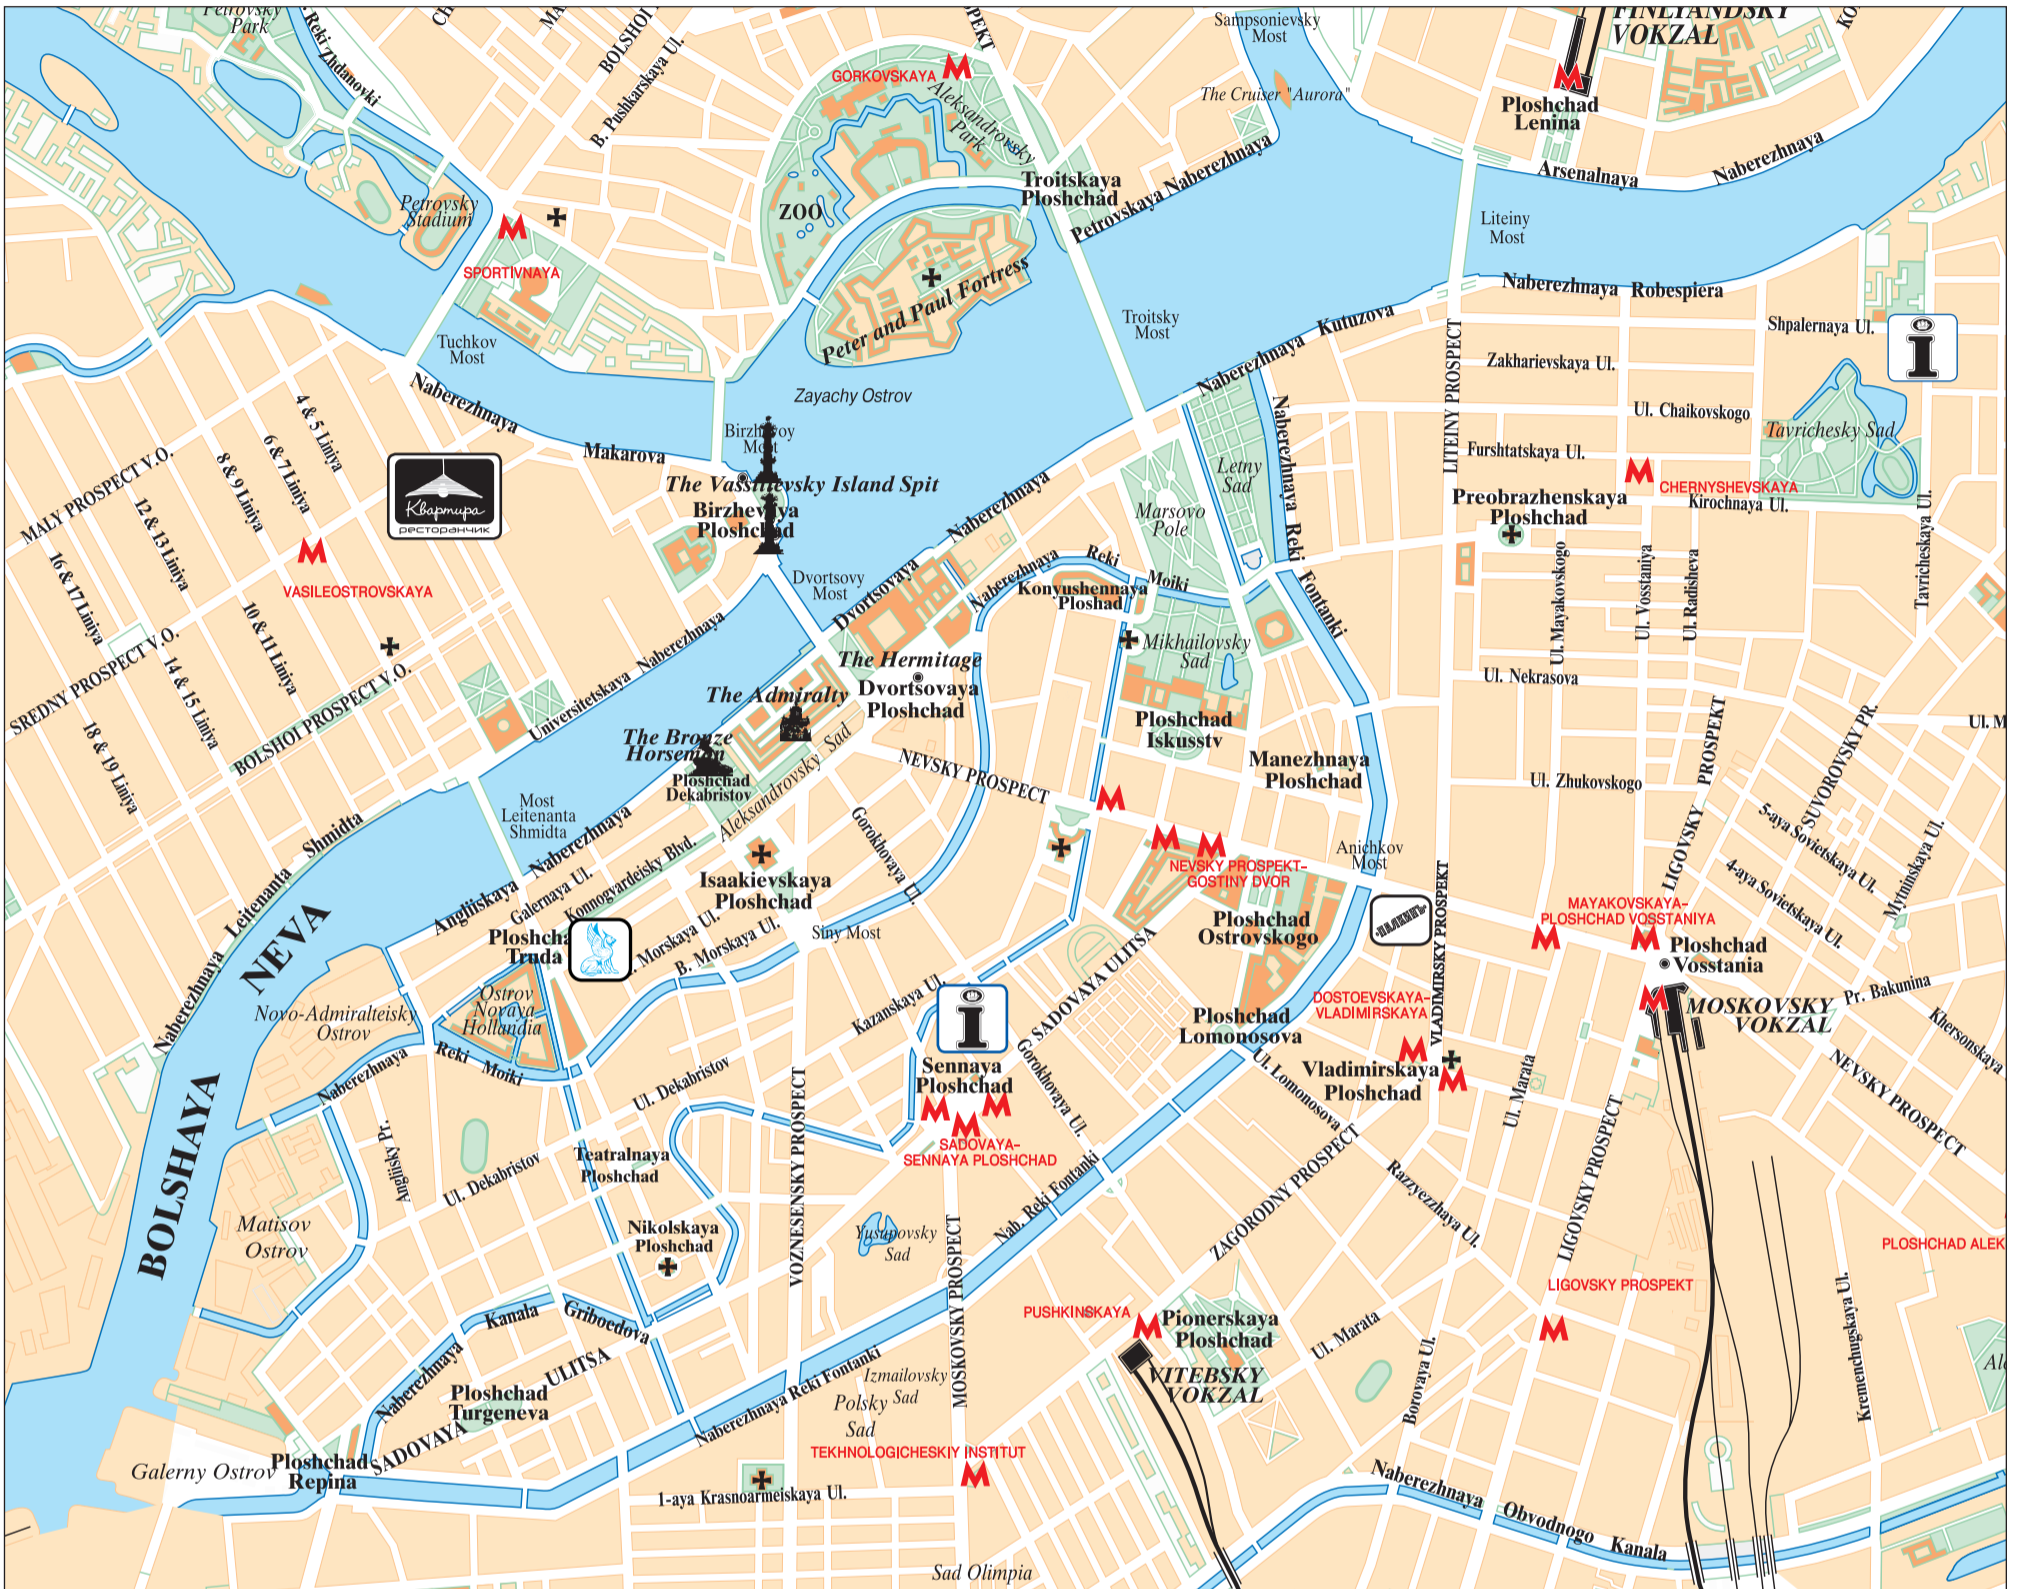 Petrovsky
Park
Reki Zhdanovki
BOLSHOI
B. Pushkarskaya Ul.
GORKOVSKAYA
Aleksandrovsky
Park
Sampsonievsky
Most
The Cruiser "Aurora"
FINLYANDSKY
VOKZAL
Ploshchad
Lenina
Arsenalnaya
Naberezhnaya
Petrovsky
Stadium
SPORTIVNAYA
ZOO
Troitskaya
Ploshchad
Petrovskaya Naberezhnaya
Peter and Paul Fortress
Liteiny
Most
Naberezhnaya Robespiera
Tuchkov
Most
Troitsky
Most
Naberezhnaya Kutuzova
Shpalernaya Ul.
Zakharievskaya Ul.
Zayachy Ostrov
Naberezhnaya
Makarova
Birzhevoy
Most
The Vassilievsky Island Spit
Birzhevaya
Ploshchad
LITEINY PROSPECT
Ul. Chaikovskogo
Furshtatskaya Ul.
Tavrichesky Sad
CHERNYSHEVSKAYA
Kirochnaya Ul.
Preobrazhenskaya
Ploshchad
Letny
Sad
Marsovo
Pole
Naberezhnaya Reki Fontanki
4 & 5 Liniya
6 & 7 Liniya
8 & 9 Liniya
MALY PROSPECT V.O.
12 & 13 Liniya
16 & 17 Liniya
10 & 11 Liniya
14 & 15 Liniya
18 & 19 Liniya
Квартира
ресторанчик
VASILEOSTROVSKAYA
SREDNY PROSPECT V.O.
BOLSHOI PROSPECT V.O.
Universitetskaya Naberezhnaya
Dvortsovy
Most
Dvortsovaya
Naberezhnaya
Naberezhnaya Reki Moiki
Konyushennaya
Ploshad
Mikhailovsky
Sad
The Hermitage
Dvortsovaya
Ploshchad
The Admiralty
The Bronze
Horseman
Ploshchad
Dekabristov
Aleksandrovsky Sad
Ploshchad
Iskusstv
Manezhnaya
Ploshchad
Ul. Mayakovskogo
Ul. Vosstaniya
Ul. Radisheva
Tavricheskaya Ul.
Ul. Nekrasova
Ul. M
Ul. Zhukovskogo
LIGOVSKY PROSPEKT
SUVOROVSKY PR.
5-aya Sovietskaya Ul.
4-aya Sovietskaya Ul.
Mytninskaya Ul.
NEVSKY PROSPECT
Gorokhovaya Ul.
Most
Leitenanta
Shmidta
Naberezhnaya Leitenanta Shmidta
Angliiskaya
Naberezhnaya
Galernaya Ul.
Konnogvardeisky Blvd.
Isaakievskaya
Ploshchad
Morskaya Ul.
B. Morskaya Ul.
Siny Most
NEVSKY PROSPEKT-
GOSTINY DVOR
Anichkov
Most
Ploshchad
Ostrovskogo
VLADIMIRSKY PROSPEKT
MAYAKOVSKAYA-
PLOSHCHAD VOSSTANIYA
Ploshchad
Vosstania
MOSKOVSKY
VOKZAL
Pr. Bakunina
Khersonskaya
NEVSKY PROSPECT
BOLSHAYA NEVA
Ploshcha
Truda
Ostrov
Novaya
Hollandia
Novo-Admiralteisky
Ostrov
Naberezhnaya
Reki Moiki
Kazanskaya Ul.
SADOVAYA ULITSA
Sennaya
Ploshchad
SADOVAYA-
SENNAYA PLOSHCHAD
Gorokhovaya Ul.
Ploshchad
Lomonosova
Ul. Lomonosova
DOSTOEVSKAYA-
VLADIMIRSKAYA
Vladimirskaya
Ploshchad
Ul. Marata
LIGOVSKY PROSPECT
Ul. Dekabristov
Angliisky Pr.
Ul. Dekabristov
Teatralnaya
Ploshchad
VOZNESENSKY PROSPECT
Matisov
Ostrov
Nikolskaya
Ploshchad
Yusupovsky
Sad
Nab. Reki Fontanki
MOSKOVSKY PROSPECT
ZAGORODNY PROSPECT
Razzyezzhaya Ul.
PLOSHCHAD ALEK
LIGOVSKY PROSPEKT
PUSHKINSKAYA
Pionerskaya
Ploshchad
VITEBSKY
VOKZAL
Ul. Marata
Borovaya Ul.
Kremenchugskaya Ul.
Naberezhnaya
Kanala Griboedova
SADOVAYA ULITSA
Ploshchad
Turgeneva
Naberezhnaya Reki Fontanki
Izmailovsky
Sad
Polsky
Sad
Galerny Ostrov
Ploshchad
Repina
TEKHNOLOGICHESKIY INSTITUT
1-aya Krasnoarmeiskaya Ul.
Sad Olimpia
Naberezhnaya Obvodnogo Kanala